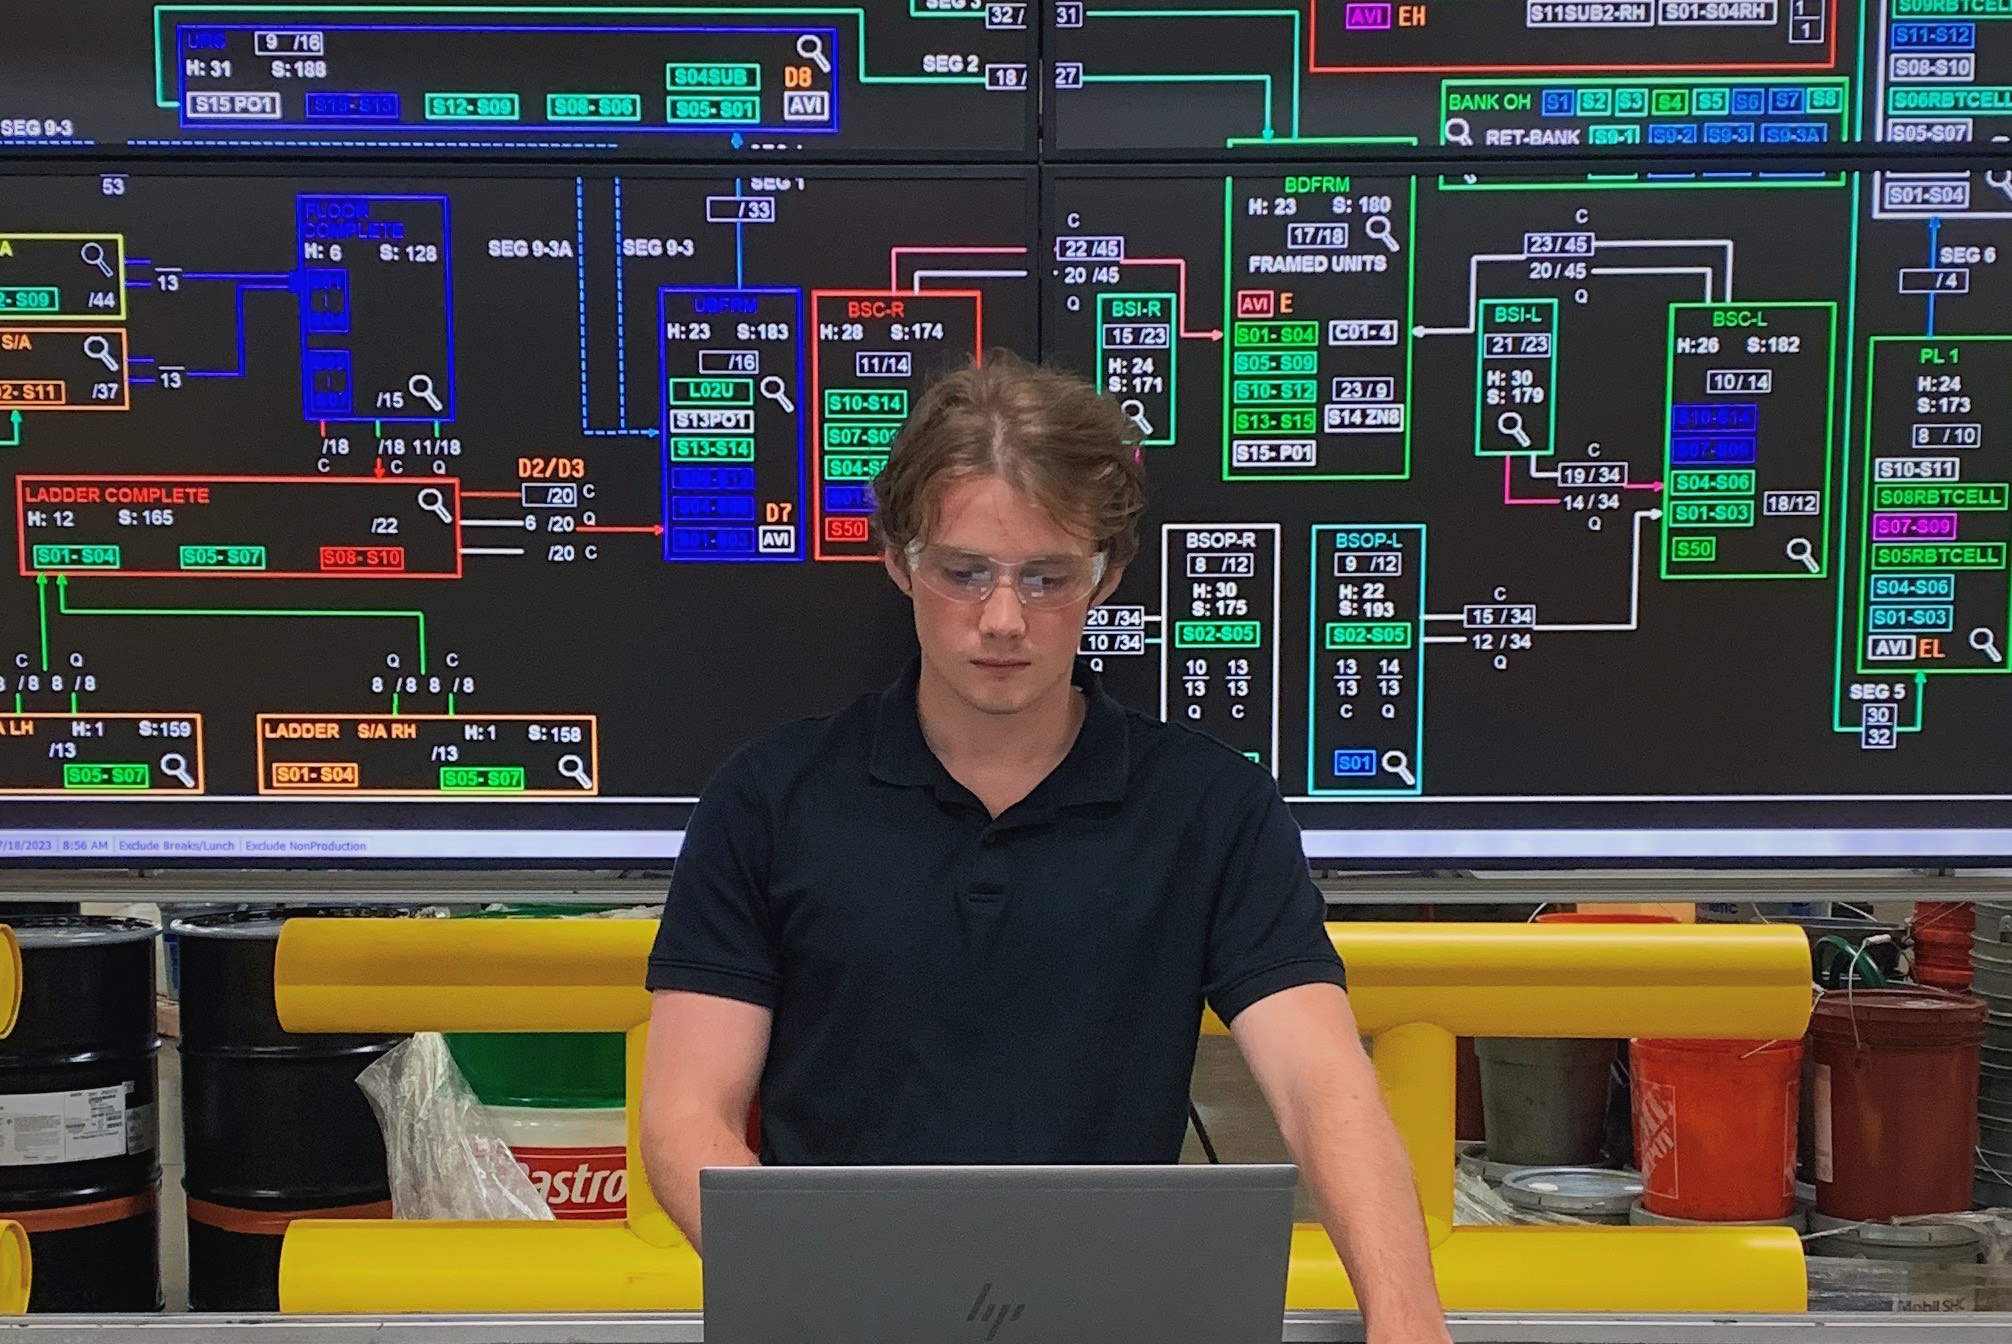 SEG 3
32 /
31
AVI EH
S11SUB2-RH
S01-S04RH
1
1
S09RBTCELL
S11-S12
S08-S10
S06RBTCELL
S05-S07
S01-S04
URS
9 /16
H: 31 S: 188
S15 PO1
S12- S09
S08- S06
S04SUB
S05- S01
D8
AVI
SEG 2
18 /
27
BANK OH S1 S2 S3 S4 S5 S6 S7 S8
RET-BANK S9-1 S9-2 S9-3 S9-3A
SEG 9-3
53
SEG 1
/ 33
SEG 9-3A
SEG 9-3
A
2- S09
/44
13
S/A
02- S11
/37
13
FLOOR
COMPLETE
H: 6 S: 128
/15
/18
C
/18
C
11/18
Q
UBFRM
H: 23 S:183
/16
L02U
S13PO1
S13-S14
D7
AVI
BSC-R
H: 28 S:174
11/14
S10-S14
S07-S0
S04-S
S50
C
22 /45
20 /45
Q
BSI-R
15 /23
H: 24
S: 171
BDFRM
H: 23 S: 180
17/18
FRAMED UNITS
AVI E
S01- S04
C01- 4
S05- S09
S10- S12
23 / 9
S13- S15
S14 ZN8
S15- P01
C
23 / 45
20 / 45
Q
BSI-L
21 /23
H: 30
S: 179
C
19 / 34
14 / 34
Q
BSC-L
H:26 S:182
10/ 14
S10-S14
S07-S09
S04-S06
S01-S03
18/12
S50
SEG 6
/ 4
PL 1
H:24
S:173
8 / 10
S10-S11
S08RBTCELL
S07-S09
S05RBTCELL
S04-S06
S01-S03
AVI EL
SEG 5
30
32
LADDER COMPLETE
H: 12 S: 165
/22
S01-S04
S05- S07
S08- S10
D2/D3
/20 C
6 /20 Q
/20 C
BSOP-R
8 /12
H: 30
S: 175
S02-S05
10 13
13 13
Q C
20 /34
10 /34
Q
BSOP-L
9 /12
H: 22
S: 193
S02-S05
13 14
13 13
C Q
S01
C
15 / 34
12 / 34
Q
C Q
/8 8 /8
Q C
8 /8 8 /8
LH H:1 S:159
/13
S05- S07
LADDER S/A RH H:1 S: 158
/13
S01- S04
S05- S07
7/18/2023 8:56 AM Exclude Breaks/Lunch Exclude NonProduction
astro
DEPOT
hp
Mobil SHC